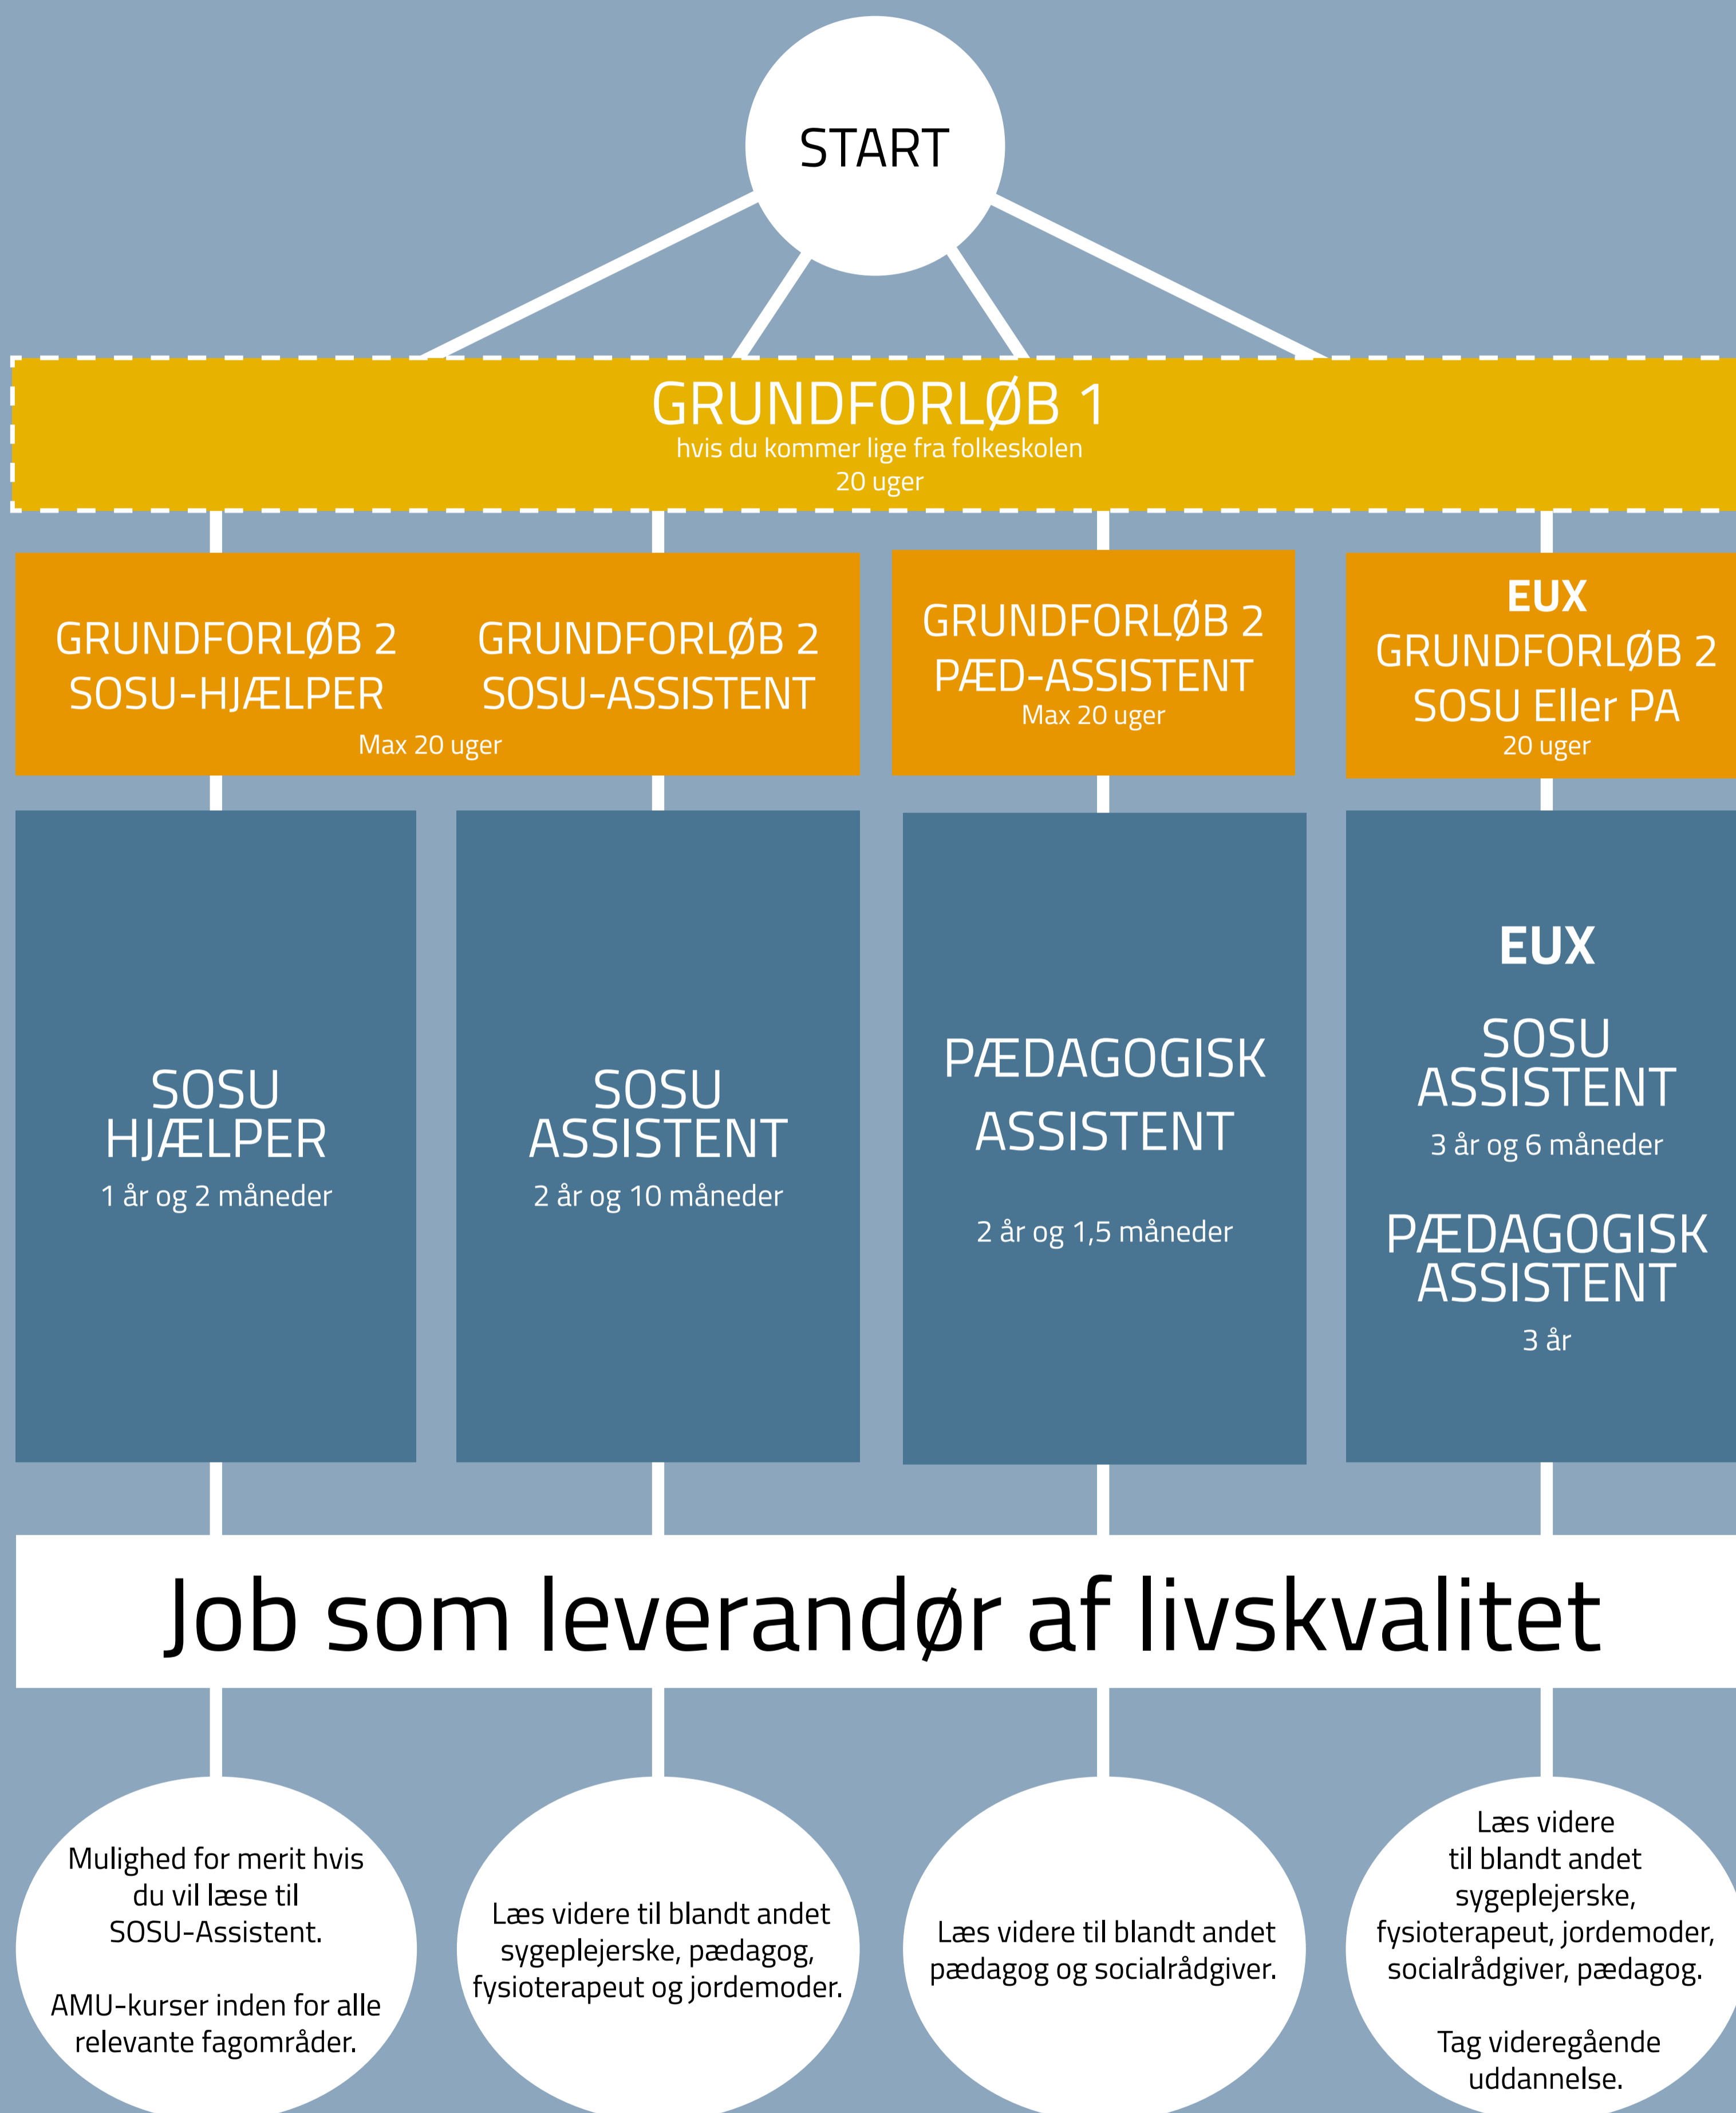 START
GRUNDFORLØB 1
hvis du kommer lige fra folkeskolen
20 uger
GRUNDFORLØB 2
SOSU-HJÆLPER
GRUNDFORLØB 2
SOSU-ASSISTENT
Max 20 uger
GRUNDFORLØB 2
PÆD-ASSISTENT
Max 20 uger
EUX
GRUNDFORLØB 2
SOSU Eller PA
20 uger
SOSU
HJÆLPER
1 år og 2 måneder
SOSU
ASSISTENT
2 år og 10 måneder
PÆDAGOGISK
ASSISTENT
2 år og 1,5 måneder
EUX
SOSU
ASSISTENT
3 år og 6 måneder
PÆDAGOGISK
ASSISTENT
3 år
Job som leverandør af livskvalitet
Mulighed for merit hvis
du vil læse til
SOSU-Assistent.
AMU-kurser inden for alle
relevante fagområder.
Læs videre til blandt andet
sygeplejerske, pædagog,
fysioterapeut og jordemoder.
Læs videre til blandt andet
pædagog og socialrådgiver.
Læs videre
til blandt andet
sygeplejerske,
fysioterapeut, jordemoder,
socialrådgiver, pædagog.
Tag videregående
uddannelse.